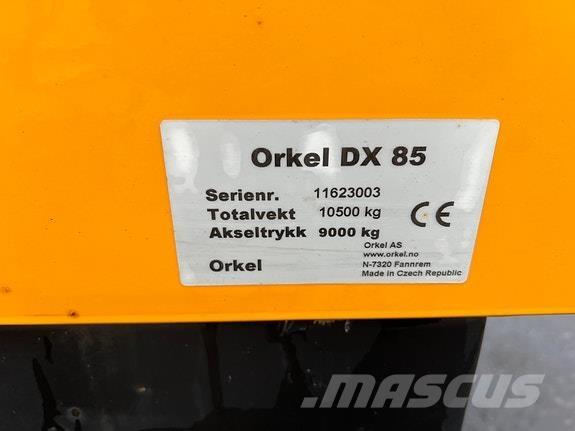 Orkel DX 85
Serienr. 11623003
Totalvekt 10500 kg
Akseltrykk 9000 kg
CE
Orkel AS
www.orkel.no
Orkel
N-7320 Fannrem
Made in Czech Republic
MASCUS